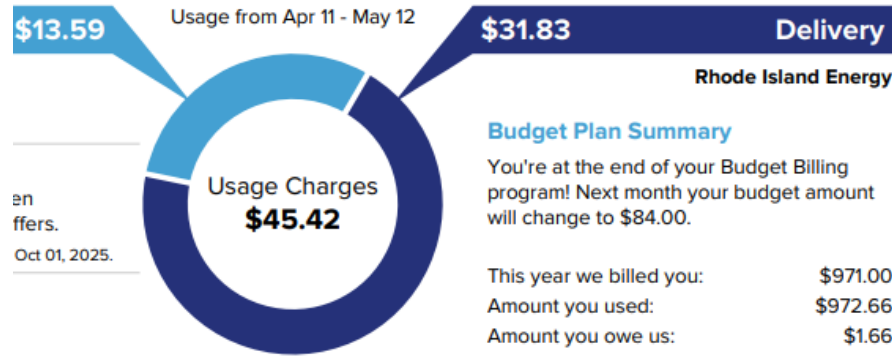 $13.59
Usage from Apr 11 - May 12
$31.83 Delivery
Rhode Island Energy
Budget Plan Summary
You're at the end of your Budget Billing
program! Next month your budget amount
will change to $84.00.
Usage Charges
$45.42
en
ffers.
Oct 01, 2025.
This year we billed you: $971.00
Amount you used: $972.66
Amount you owe us: $1.66